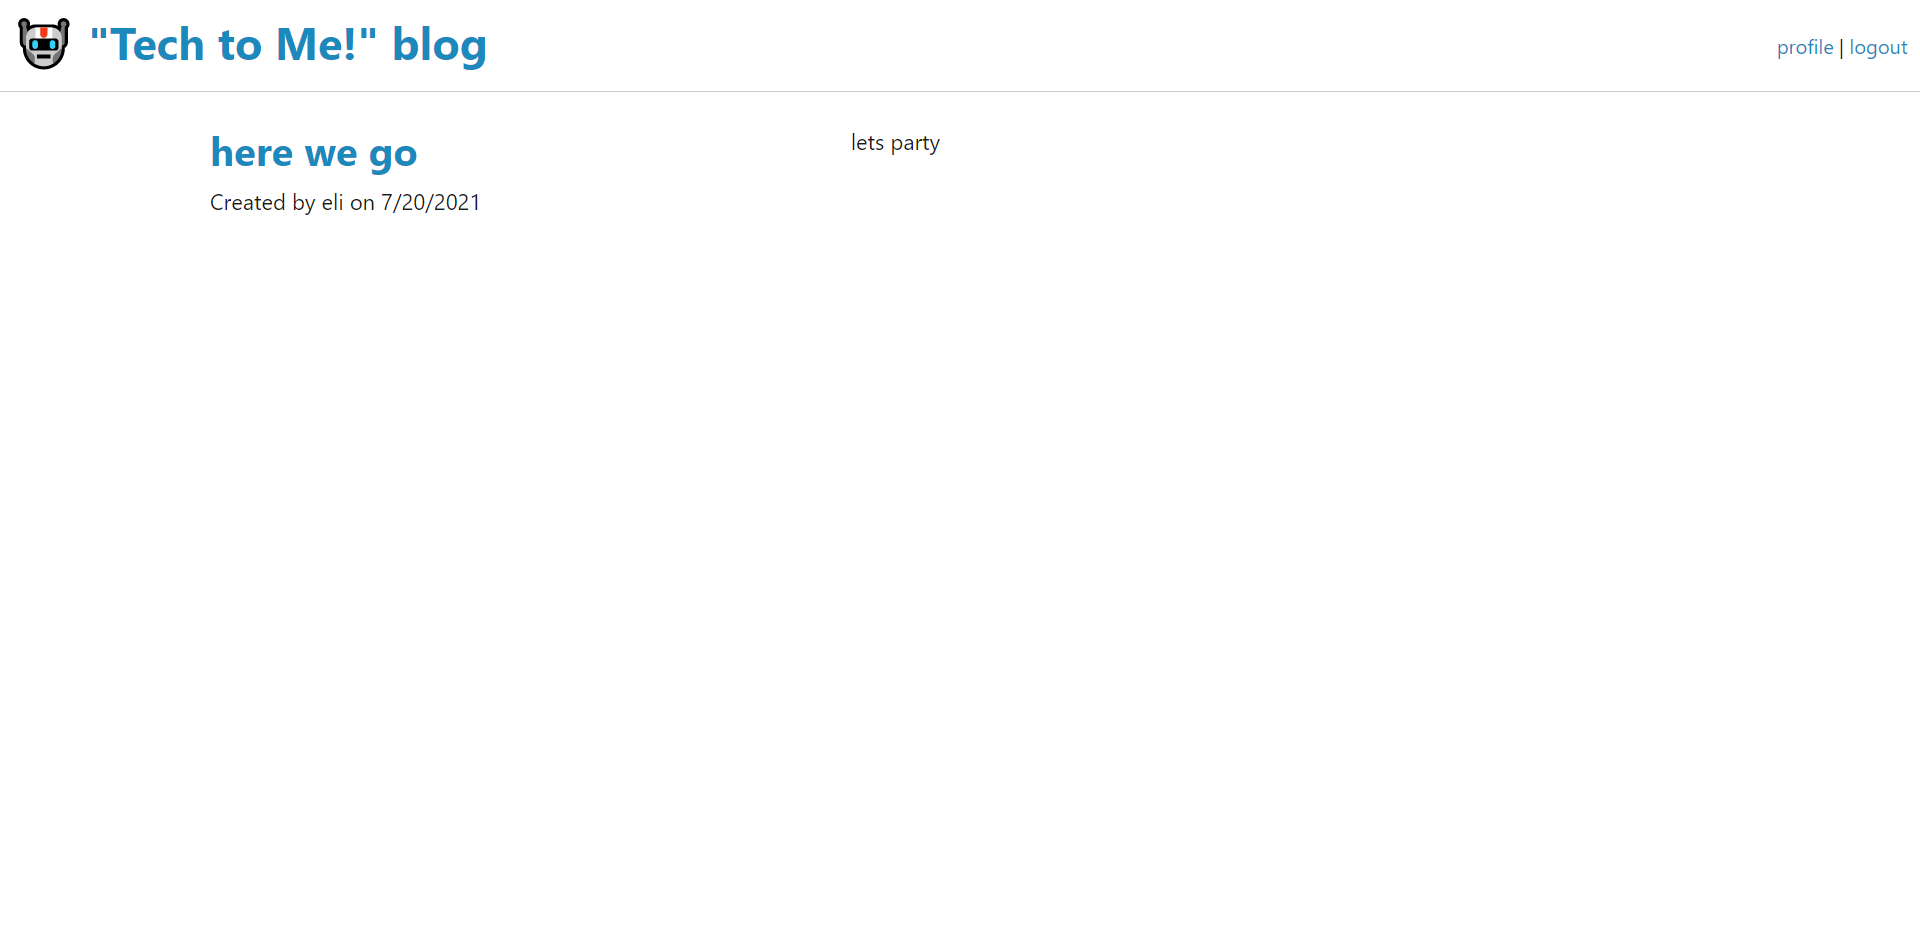 "Tech to Me!" blog
profile | logout
here we go
Created by eli on 7/20/2021
lets party